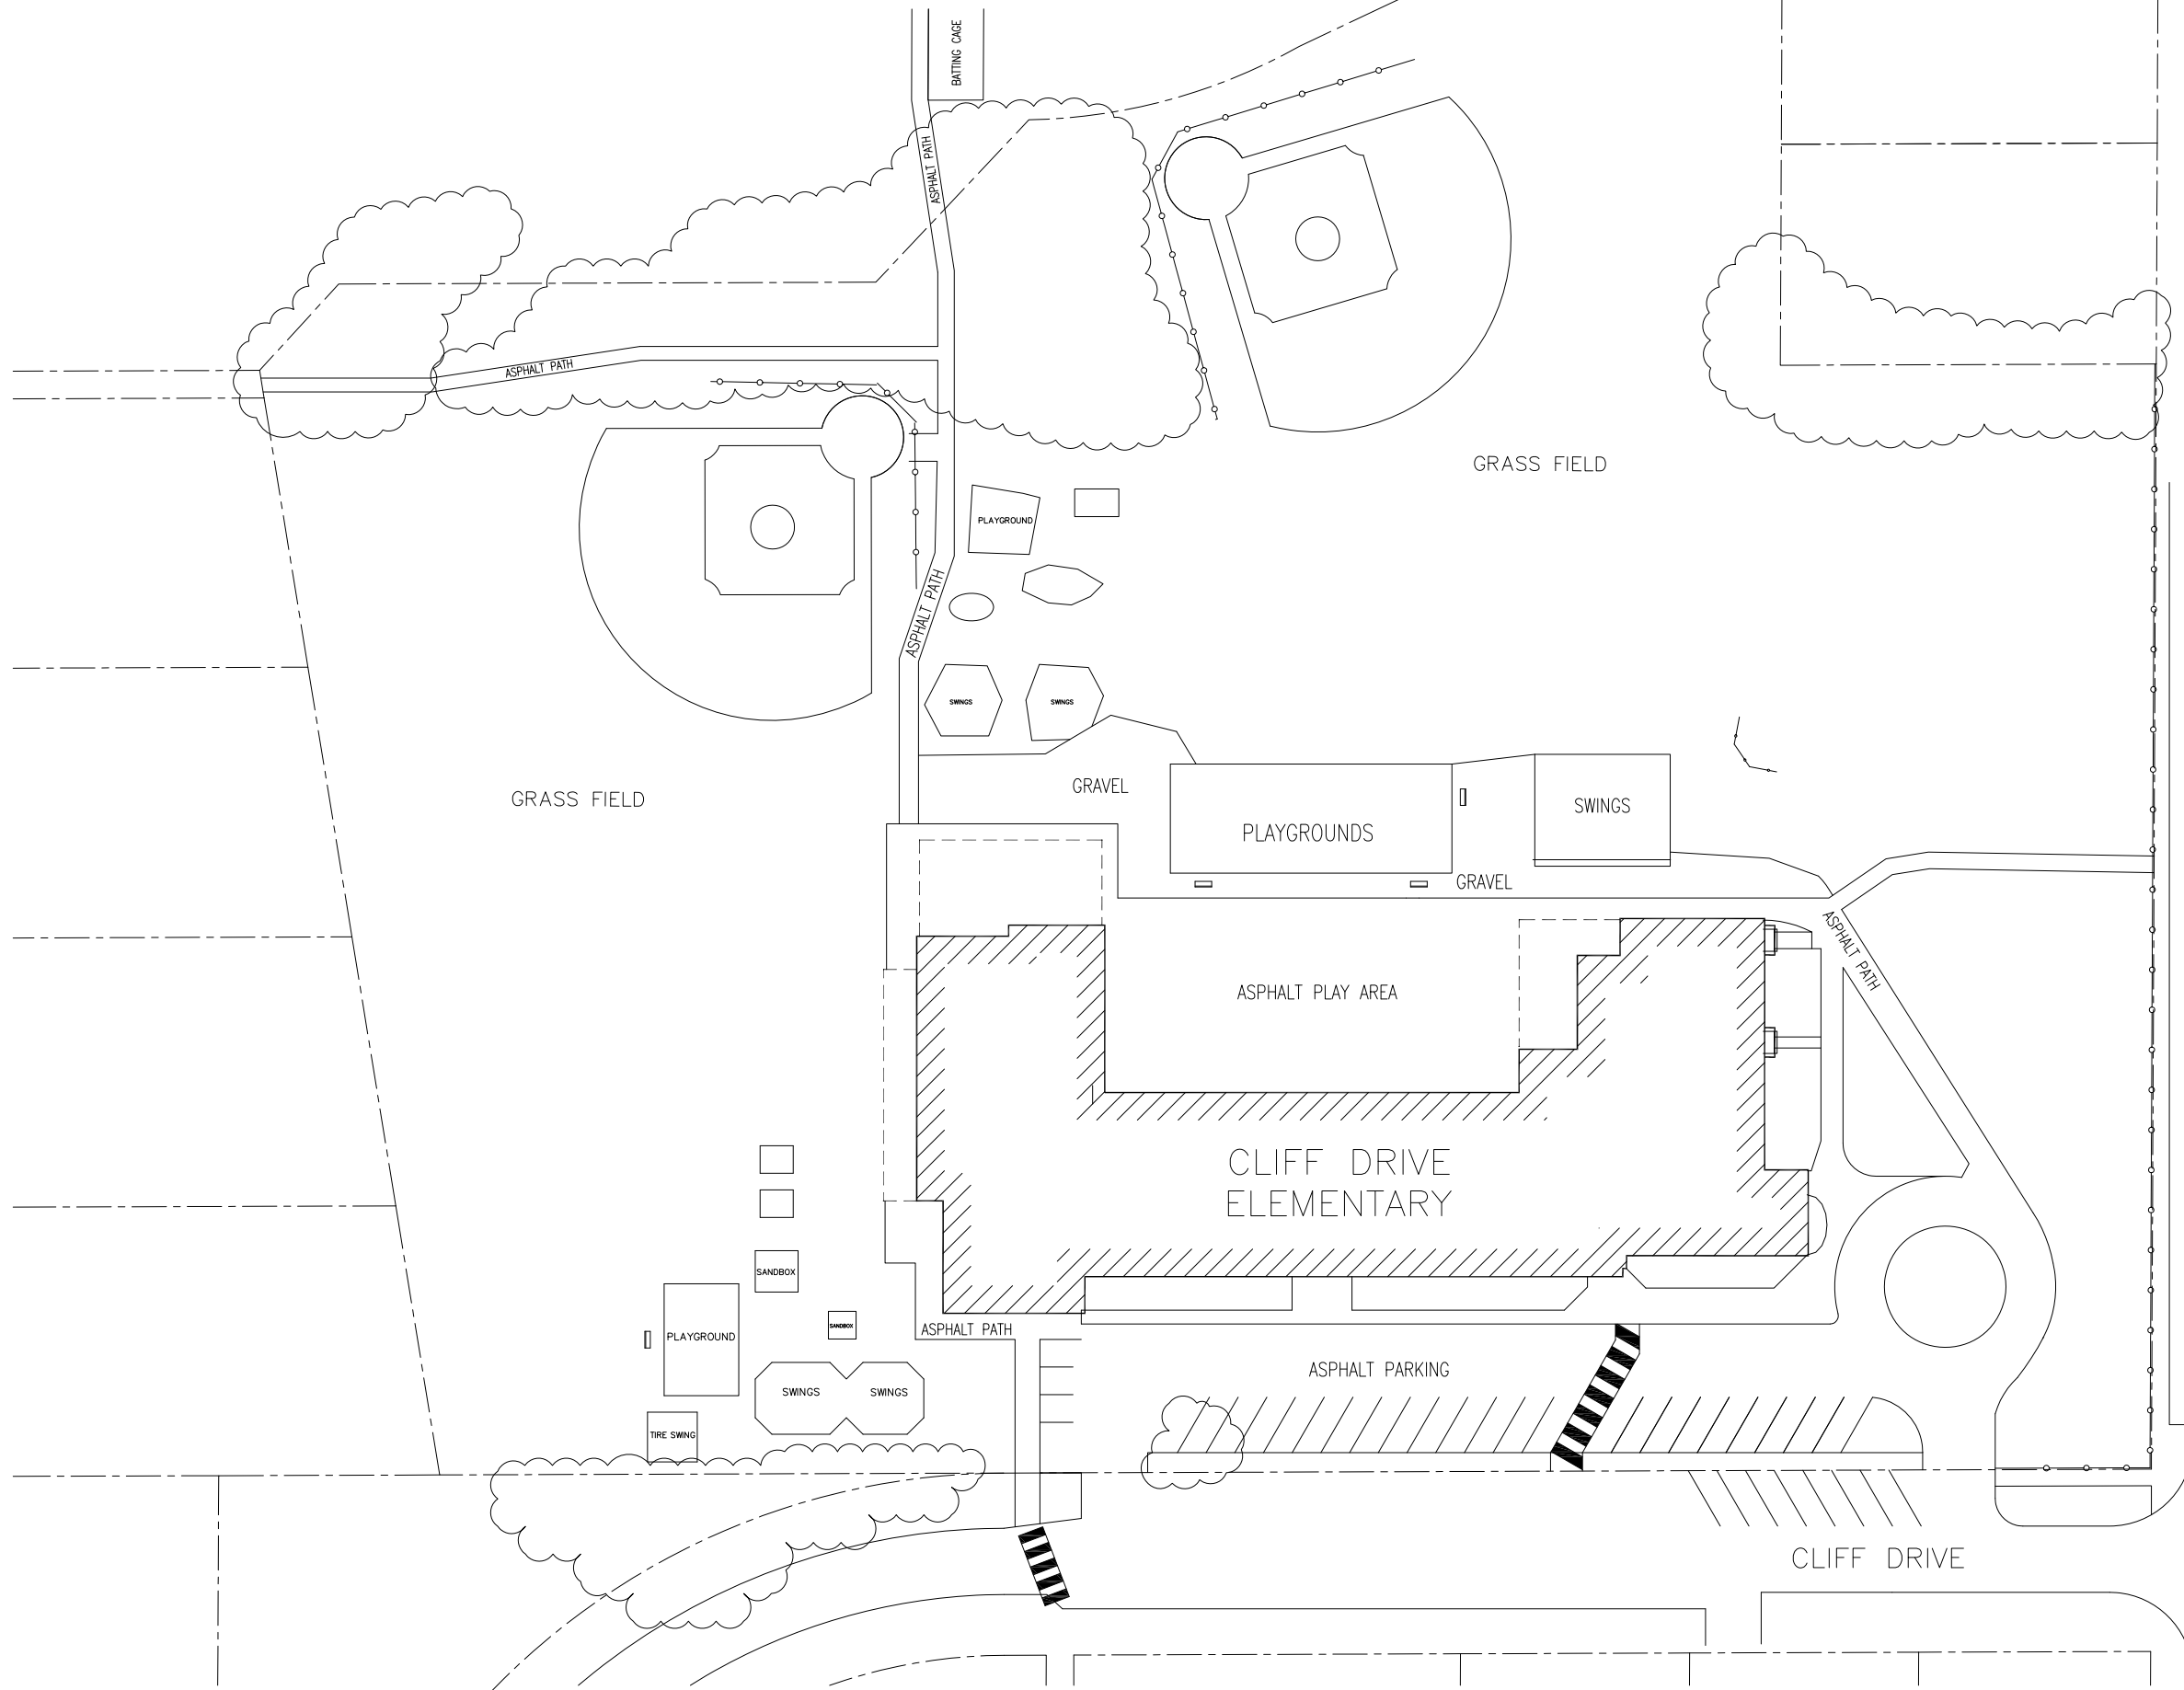 BATTING CAGE
ASPHALT PATH
ASPHALT PATH
GRASS FIELD
PLAYGROUND
ASPHALT PATH
SWINGS
SWINGS
GRAVEL
GRASS FIELD
SWINGS
PLAYGROUNDS
GRAVEL
ASPHALT PATH
ASPHALT PLAY AREA
CLIFF DRIVE
ELEMENTARY
SANDBOX
SANDBOX
ASPHALT PATH
PLAYGROUND
ASPHALT PARKING
SWINGS
SWINGS
TIRE SWING
CLIFF DRIVE